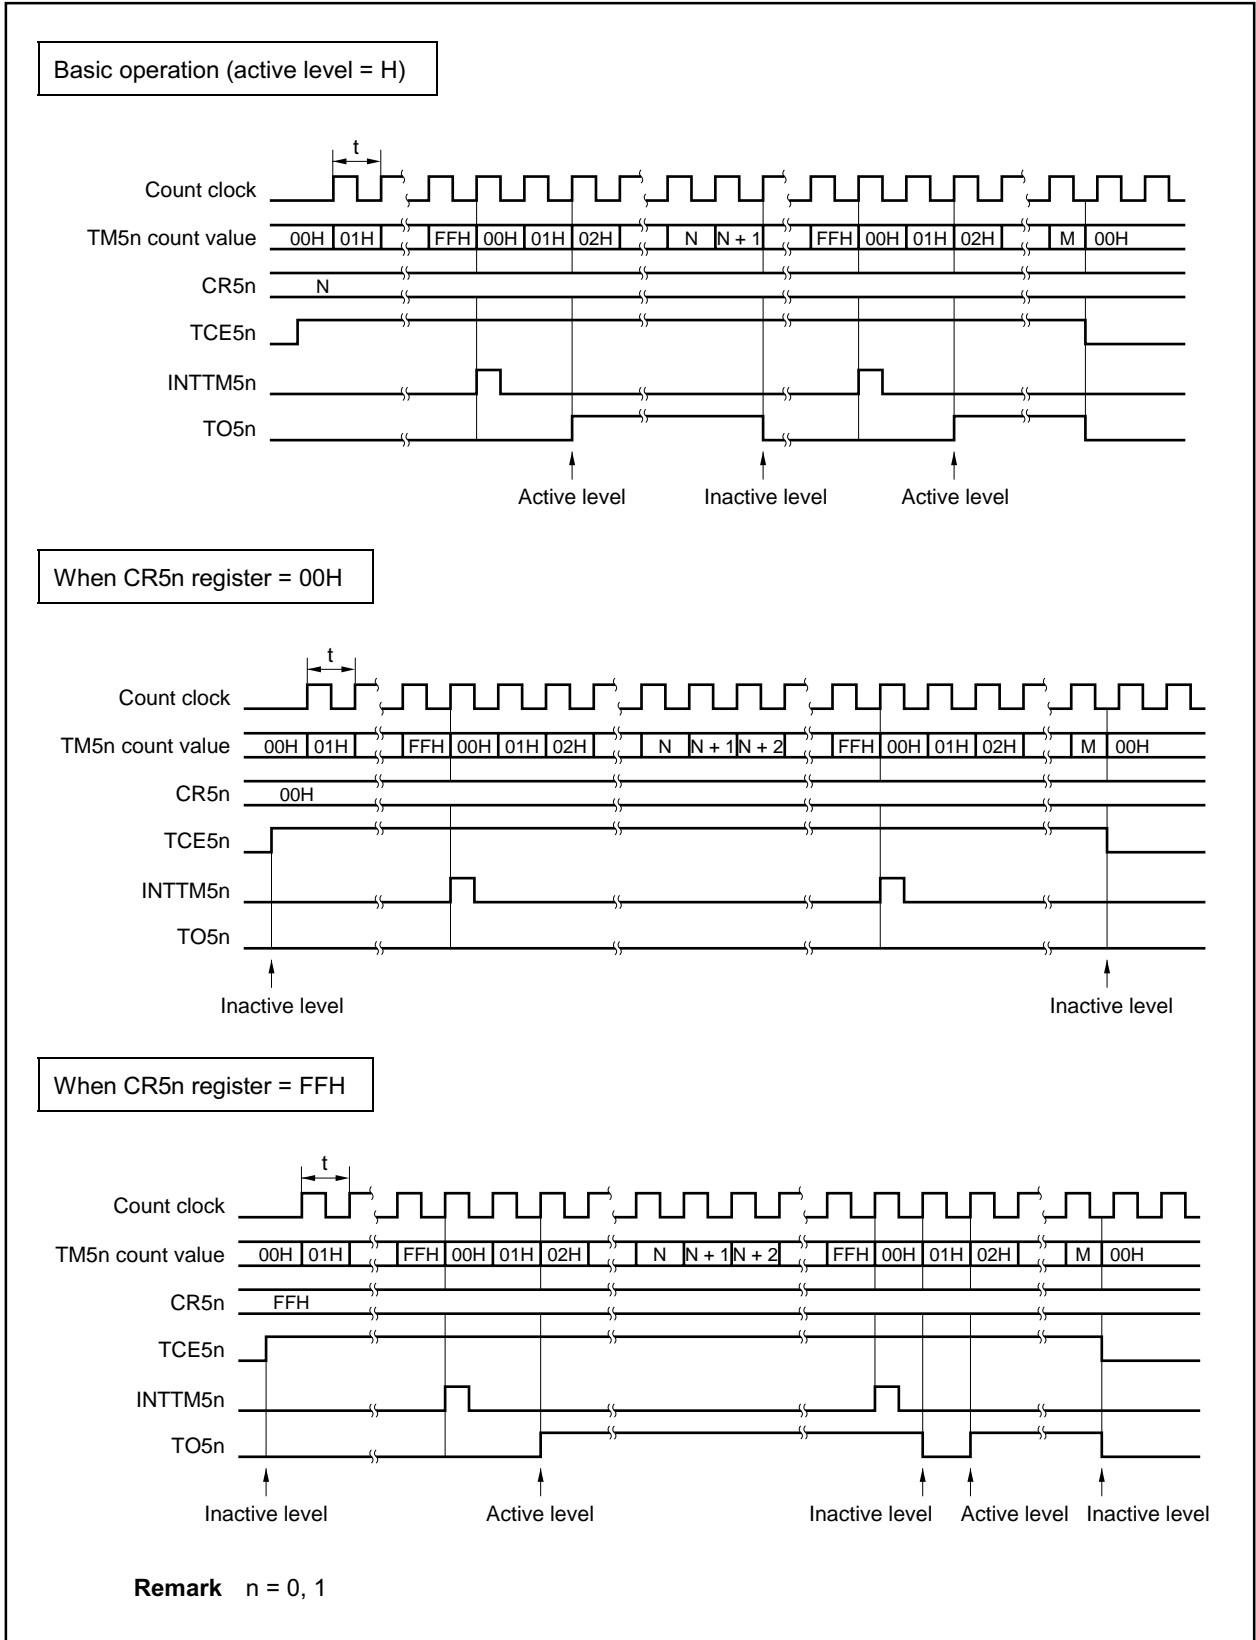 Basic operation (active level = H)
t
Count clock
TM5n count value 00H 01H FFH 00H 01H 02H N N + 1 FFH 00H 01H 02H M 00H
CR5n N
TCE5n
INTTM5n
TO5n
Active level Inactive level Active level
When CR5n register = 00H
t
Count clock
TM5n count value 00H 01H FFH 00H 01H 02H N N + 1 N + 2 FFH 00H 01H 02H M 00H
CR5n 00H
TCE5n
INTTM5n
TO5n
Inactive level Inactive level
When CR5n register = FFH
t
Count clock
TM5n count value 00H 01H FFH 00H 01H 02H N N + 1 N + 2 FFH 00H 01H 02H M 00H
CR5n FFH
TCE5n
INTTM5n
TO5n
Inactive level Active level Inactive level Active level Inactive level
Remark n = 0, 1